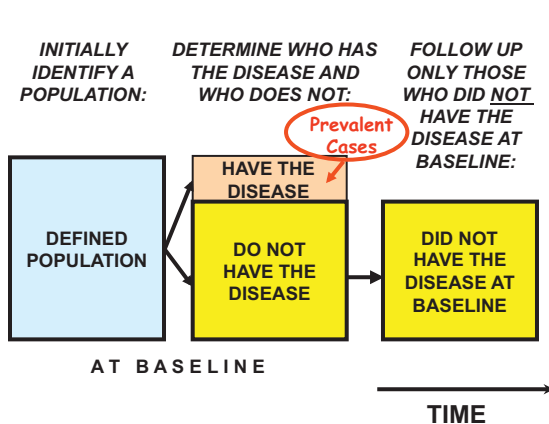 INITIALLY
IDENTIFY A
POPULATION:
DETERMINE WHO HAS
THE DISEASE AND
WHO DOES NOT:
FOLLOW UP
ONLY THOSE
WHO DID NOT
HAVE THE
DISEASE AT
BASELINE:
Prevalent
Cases
HAVE THE
DISEASE
DEFINED
POPULATION
DO NOT
HAVE THE
DISEASE
DID NOT
HAVE THE
DISEASE AT
BASELINE
AT BASELINE
TIME